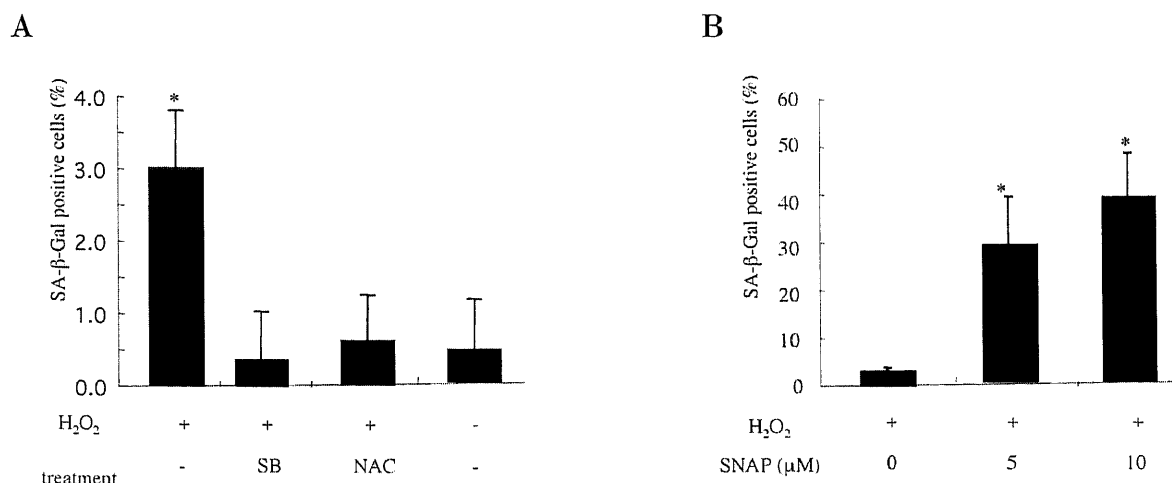 A
SA-β-Gal positive cells (%)
4.0
3.0
2.0
1.0
0.0
*
H₂O₂ + + + -
treatment - SB NAC -
B
SA-β-Gal positive cells (%)
60
50
40
30
20
10
0
*
*
H₂O₂ + + +
SNAP (μM) 0 5 10